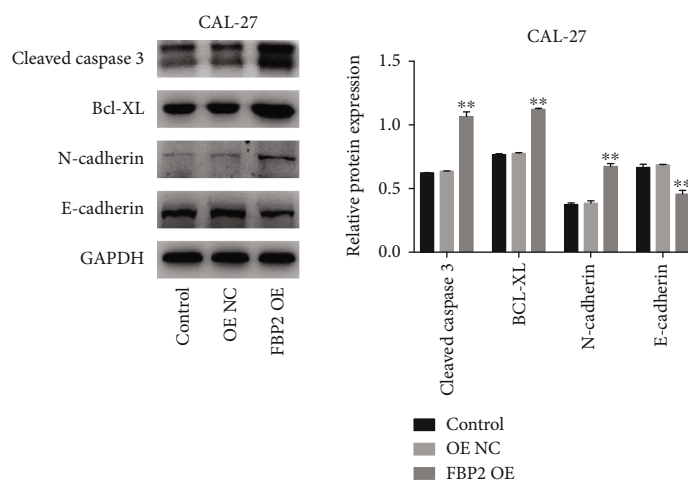 CAL-27
Cleaved caspase 3
Bcl-XL
N-cadherin
E-cadherin
GAPDH
Control
OE NC
FBP2 OE
CAL-27
Relative protein expression
1.5
1.0
0.5
0.0
**
**
**
**
Cleaved caspase 3
BCL-XL
N-cadherin
E-cadherin
Control
OE NC
FBP2 OE